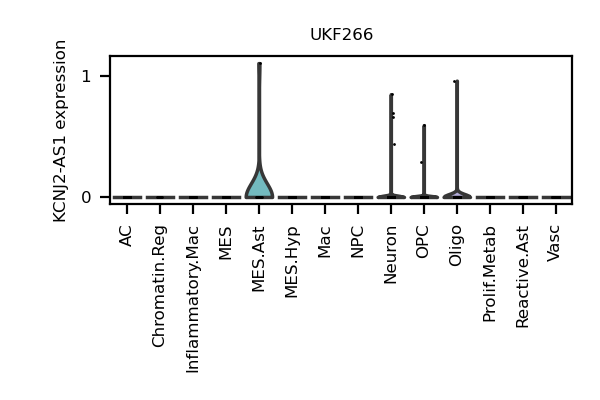 UKF266
KCNJ2-AS1 expression
1
0
AC
Chromatin.Reg
Inflammatory.Mac
MES
MES.Ast
MES.Hyp
Mac
NPC
Neuron
OPC
Oligo
Prolif.Metab
Reactive.Ast
Vasc